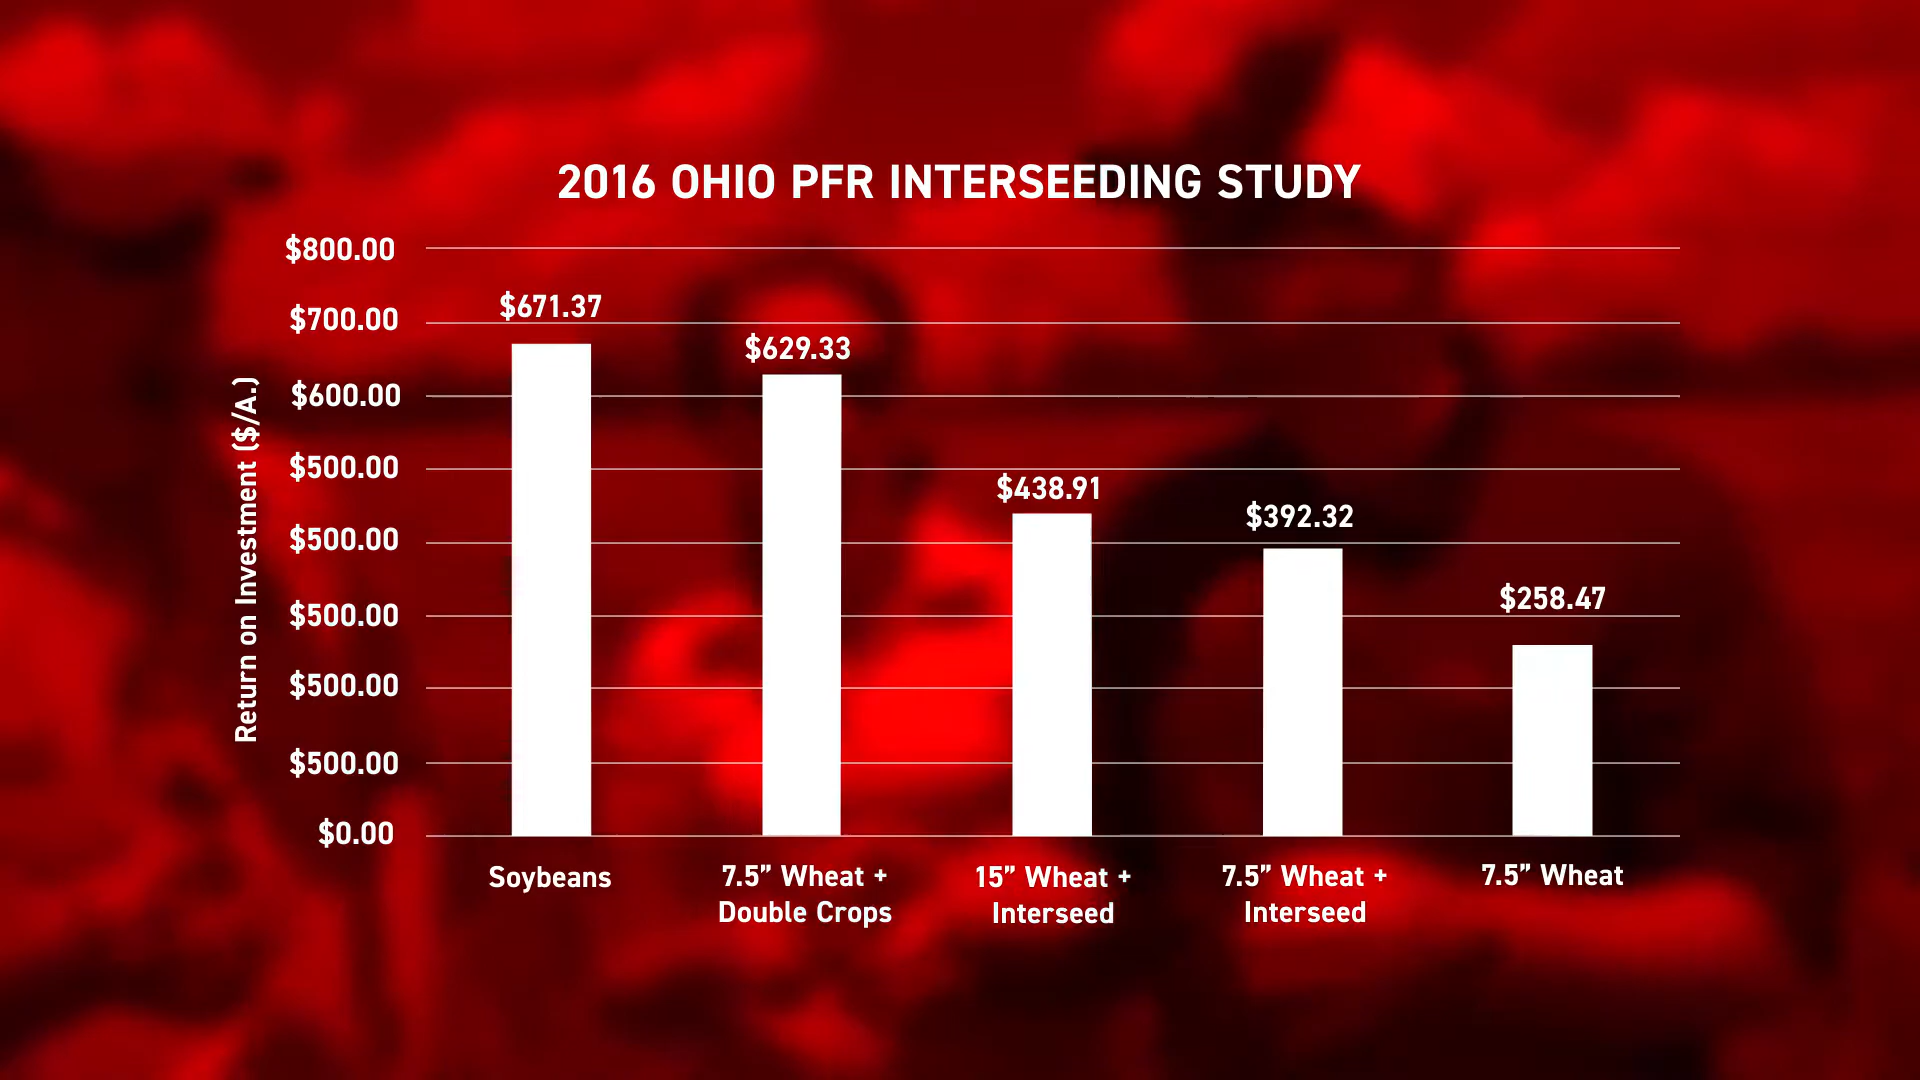 2016 OHIO PFR INTERSEEDING STUDY
Return on Investment ($/A.)
$800.00
$700.00
$600.00
$500.00
$500.00
$500.00
$500.00
$500.00
$0.00
$671.37
$629.33
$438.91
$392.32
$258.47
Soybeans
7.5” Wheat +
Double Crops
15” Wheat +
Interseed
7.5” Wheat +
Interseed
7.5” Wheat